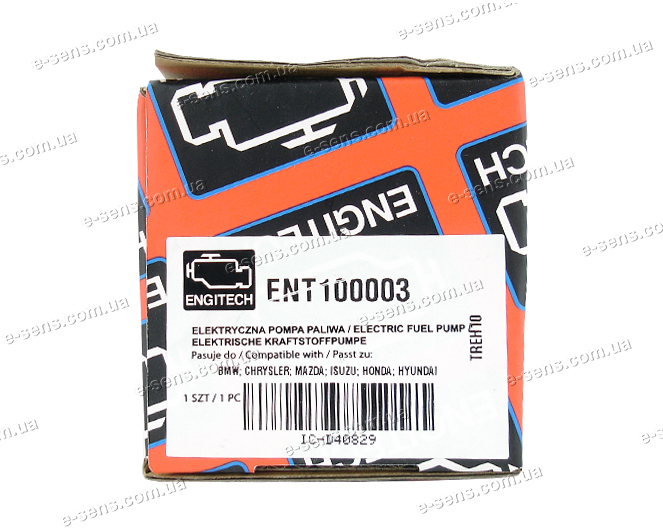 ENGITECH
ENGITECH
ENT100003
ELEKTRYCZNA POMPA PALIWA / ELECTRIC FUEL PUMP
ELEKTRISCHE KRAFTSTOFFPUMPE
Pasuje do / Compatible with / Passt zu:
BMW; CHRYSLER; MAZDA; ISUZU; HONDA; HYUNDAI
1 SZT / 1 PC
IC-D40829
TREH10
e-sens.com.ua